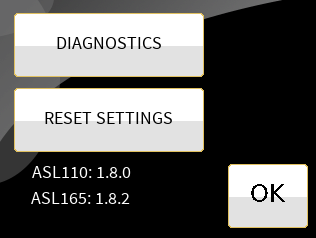 DIAGNOSTICS
RESET SETTINGS
ASL110: 1.8.0
ASL165: 1.8.2
OK